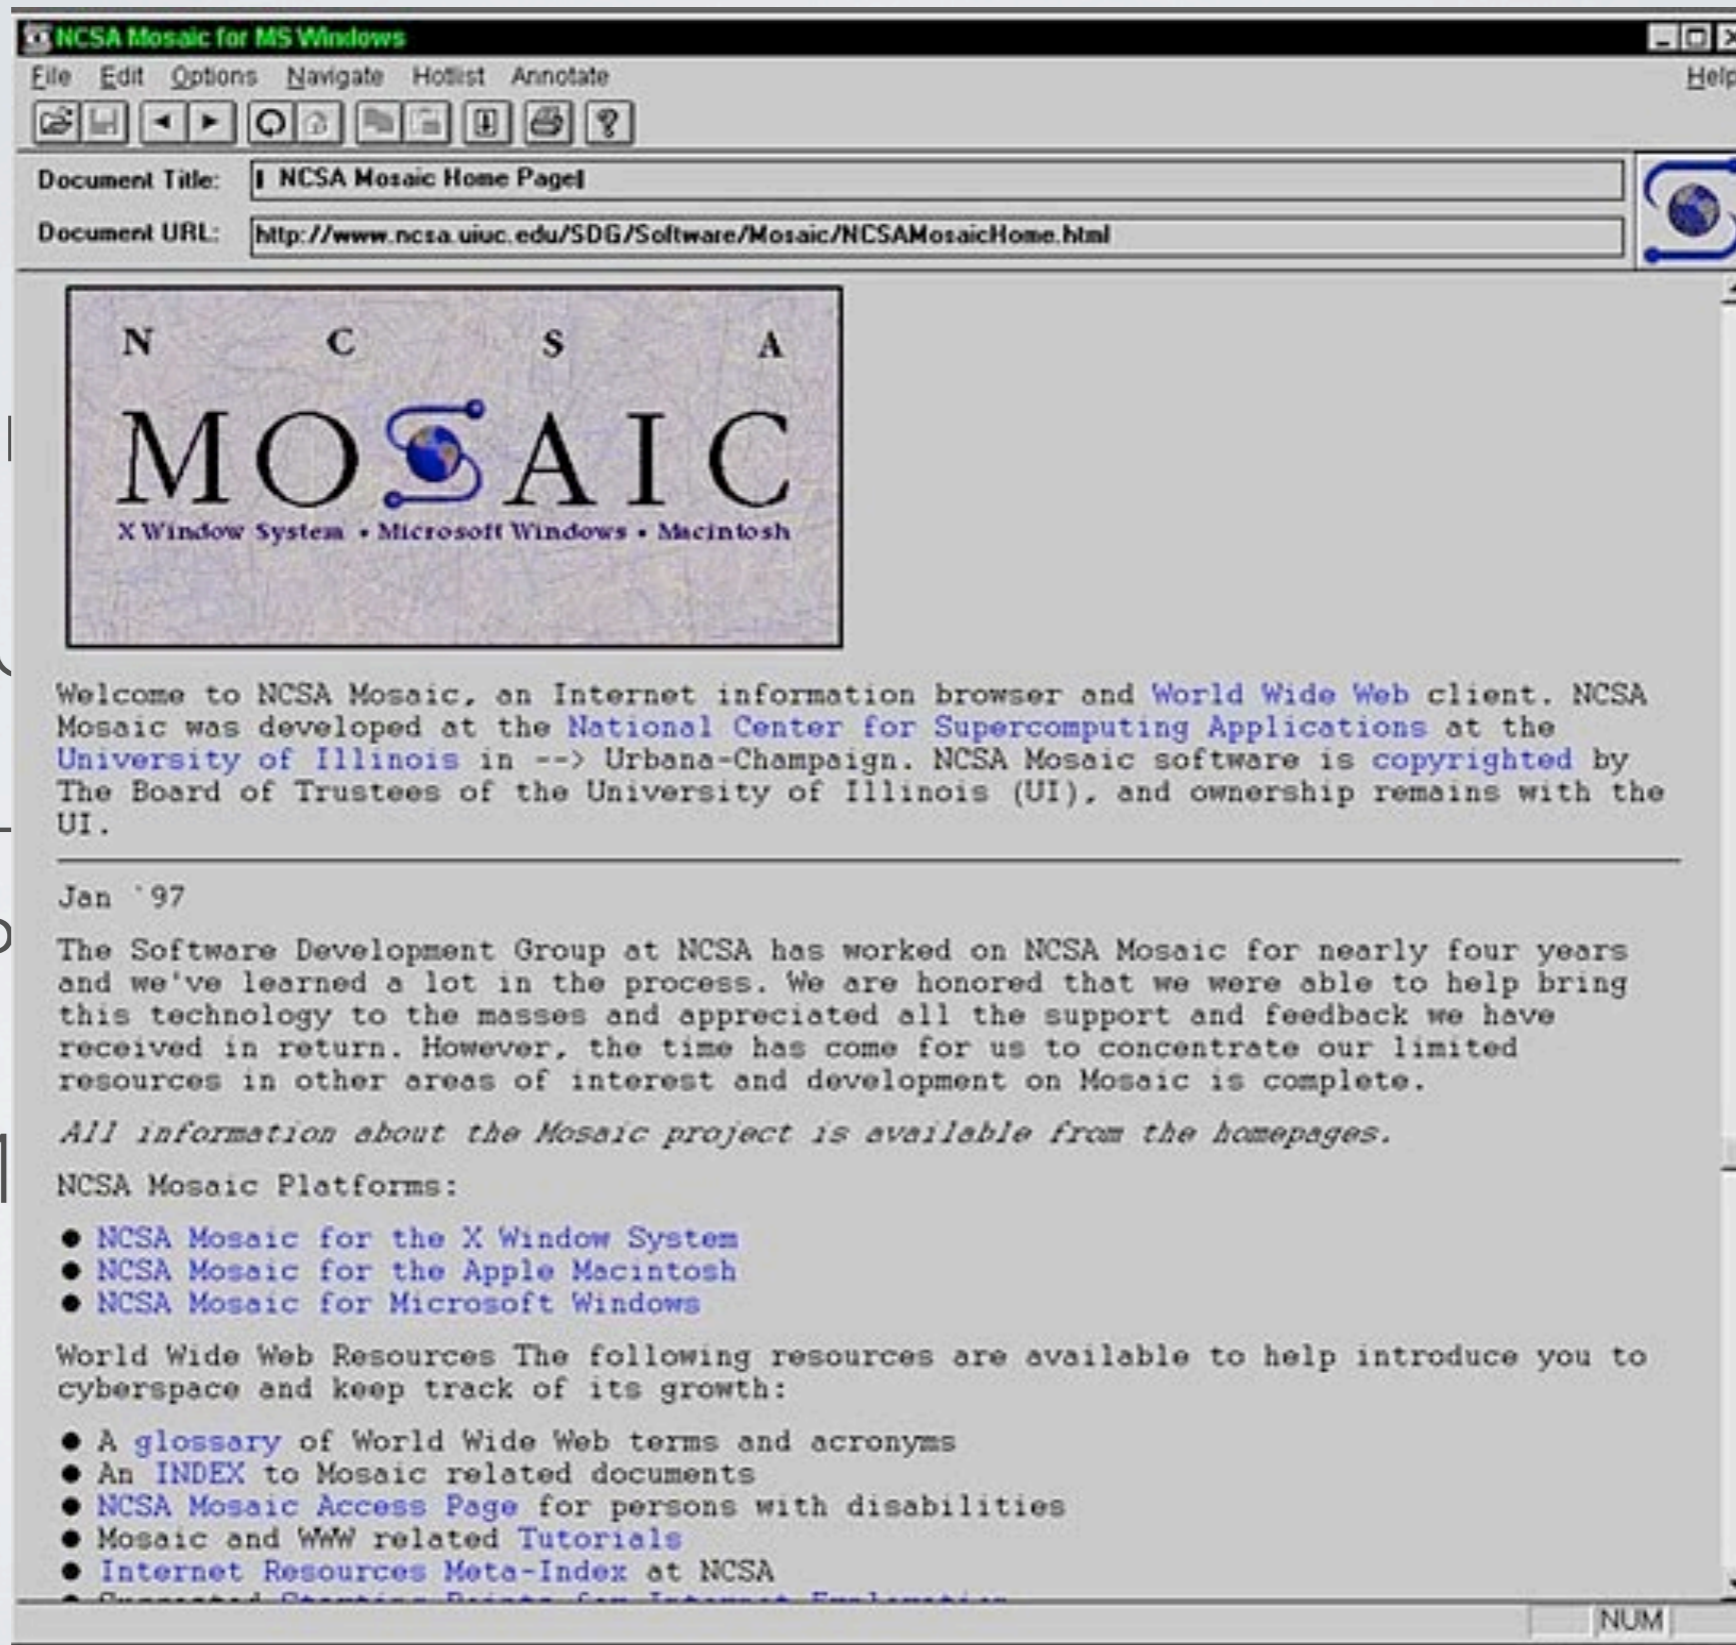 NCSA Mosaic for MS Windows
File Edit Options Navigate Hotlist Annotate Help
Document Title: NCSA Mosaic Home Page
Document URL: http://www.ncsa.uiuc.edu/SDG/Software/Mosaic/NCSAMosaicHome.html
N C S A
MOSAIC
X Window System • Microsoft Windows • Macintosh
Welcome to NCSA Mosaic, an Internet information browser and World Wide Web client. NCSA
Mosaic was developed at the National Center for Supercomputing Applications at the
University of Illinois in --> Urbana-Champaign. NCSA Mosaic software is copyrighted by
The Board of Trustees of the University of Illinois (UI), and ownership remains with the
UI.
Jan `97
The Software Development Group at NCSA has worked on NCSA Mosaic for nearly four years
and we've learned a lot in the process. We are honored that we were able to help bring
this technology to the masses and appreciated all the support and feedback we have
received in return. However, the time has come for us to concentrate our limited
resources in other areas of interest and development on Mosaic is complete.
All information about the Mosaic project is available from the homepages.
NCSA Mosaic Platforms:
● NCSA Mosaic for the X Window System
● NCSA Mosaic for the Apple Macintosh
● NCSA Mosaic for Microsoft Windows
World Wide Web Resources The following resources are available to help introduce you to
cyberspace and keep track of its growth:
● A glossary of World Wide Web terms and acronyms
● An INDEX to Mosaic related documents
● NCSA Mosaic Access Page for persons with disabilities
● Mosaic and WWW related Tutorials
● Internet Resources Meta-Index at NCSA
NUM